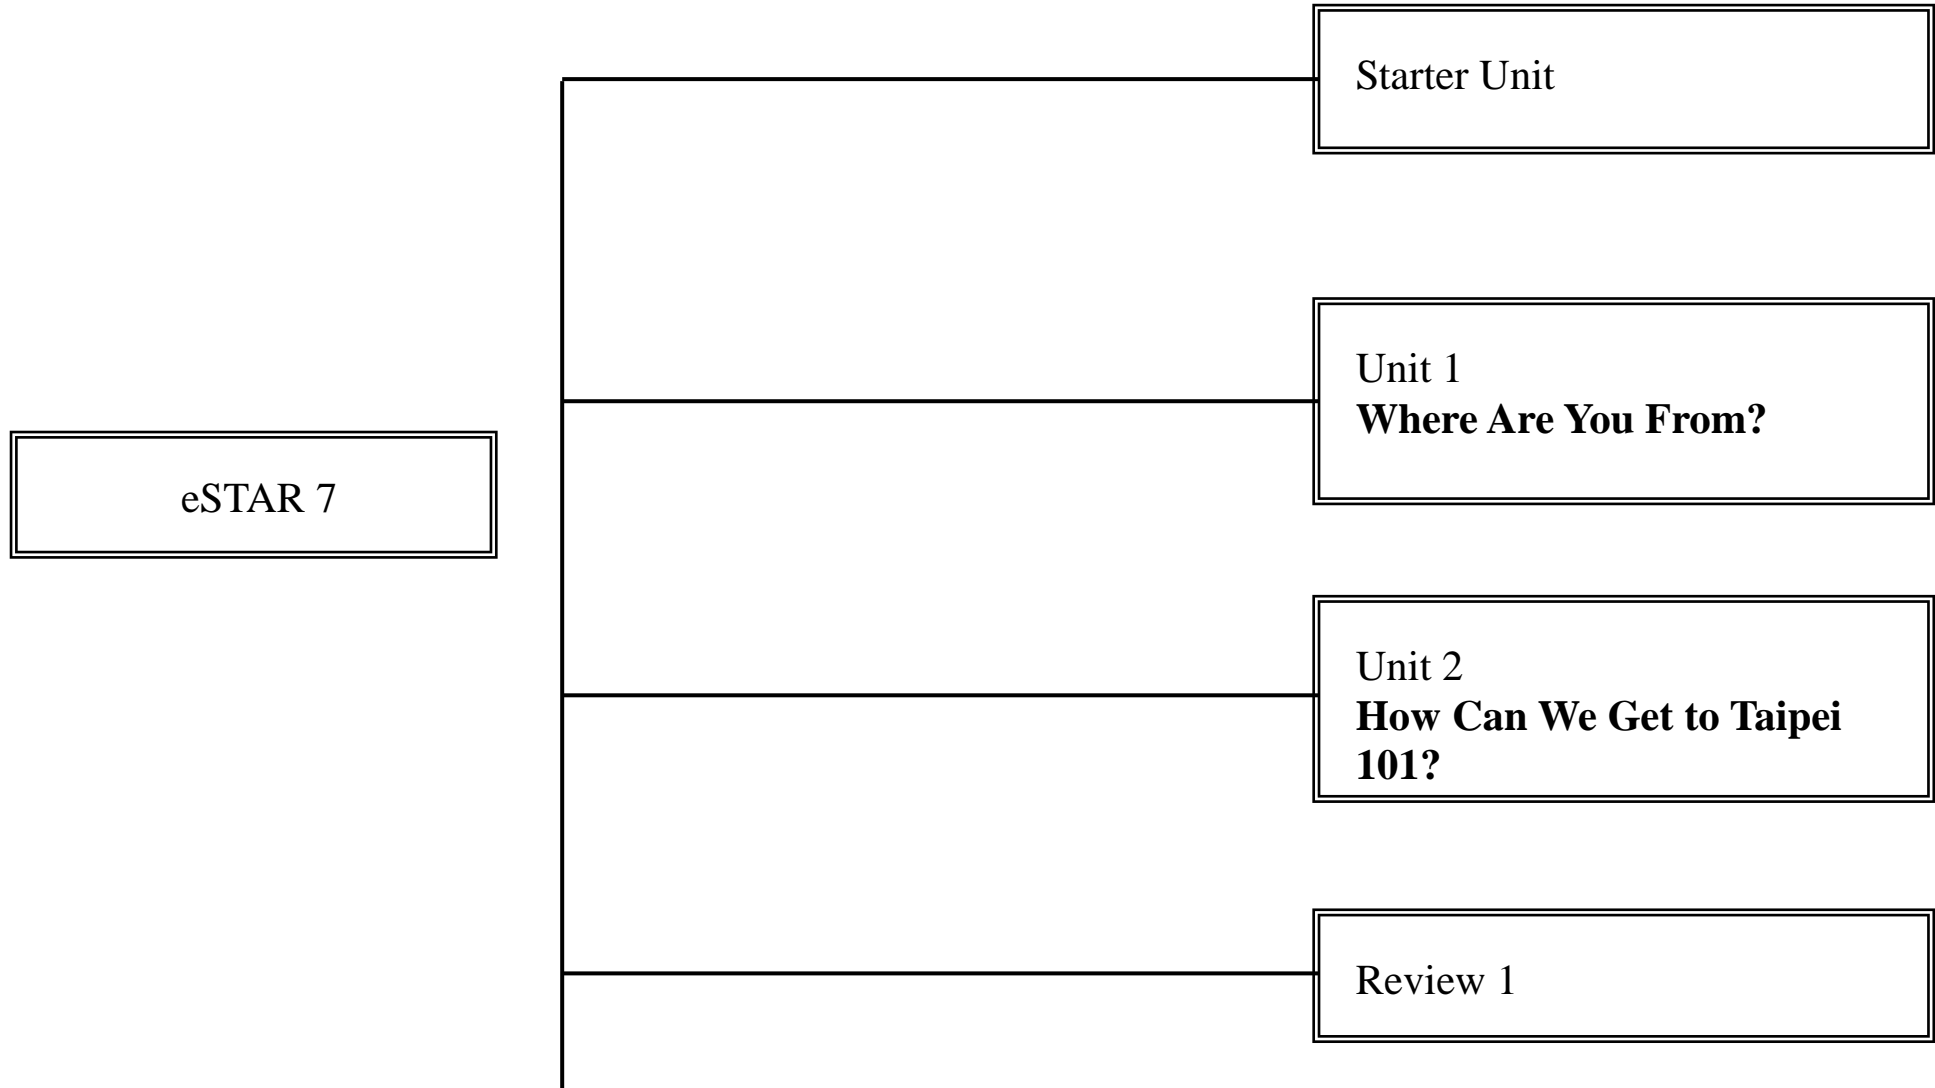 Starter Unit
Unit 1
Where Are You From?
eSTAR 7
Unit 2
How Can We Get to Taipei
101?
Review 1